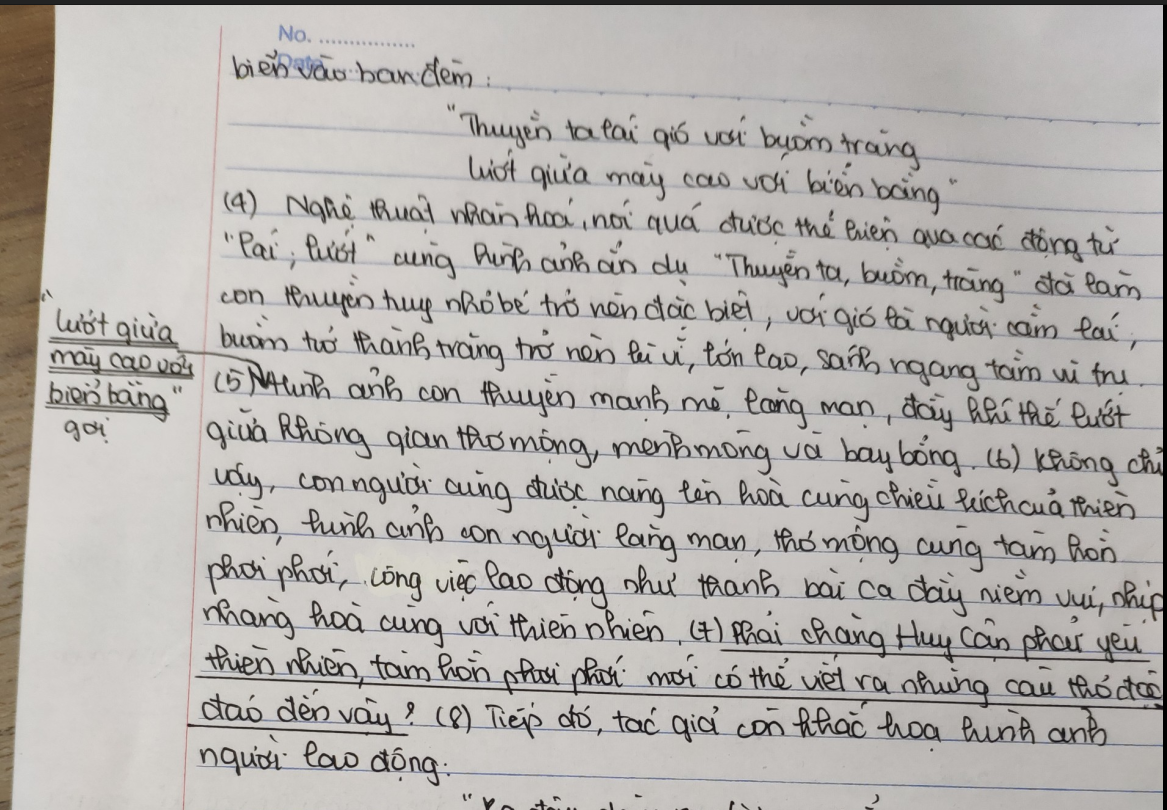 No. ................
Date
biển vào ban đêm :
"Thuyền ta lái gió với buồm trăng
lướt giữa mây cao với biển bằng"
(4) Nghệ thuật nhân hoá, nói quá được thể hiện qua các động từ
"lái, lướt" cùng hình ảnh ẩn dụ "Thuyền ta, buồm, trăng" đã làm
con thuyền tuy nhỏ bé trở nên đặc biệt, với gió là người cầm lái,
buồm từ thành trăng trở nên kì vĩ, lớn lao, sánh ngang tầm vũ trụ.
"lướt giữa
mây cao với
biển bằng"
gợi
(5) Hình ảnh con thuyền mạnh mẽ, lãng mạn, đầy khí thế lướt
giữa không gian thơ mộng, mênh mông và bay bổng. (6) Không chỉ
vậy, con người cũng được nâng lên hoà cùng chiều kích của thiên
nhiên, hình ảnh con người lãng mạn, thơ mộng cùng tâm hồn
phơi phới, công việc lao động như thành bài ca đầy niềm vui, nhịp
nhàng hoà cùng với thiên nhiên. (7) Phải chăng Huy Cận phải yêu
thiên nhiên, tâm hồn phơi phới mới có thể viết ra những câu thơ độc
đáo đến vậy? (8) Tiếp đó, tác giả còn khắc hoạ hình ảnh
người lao động: